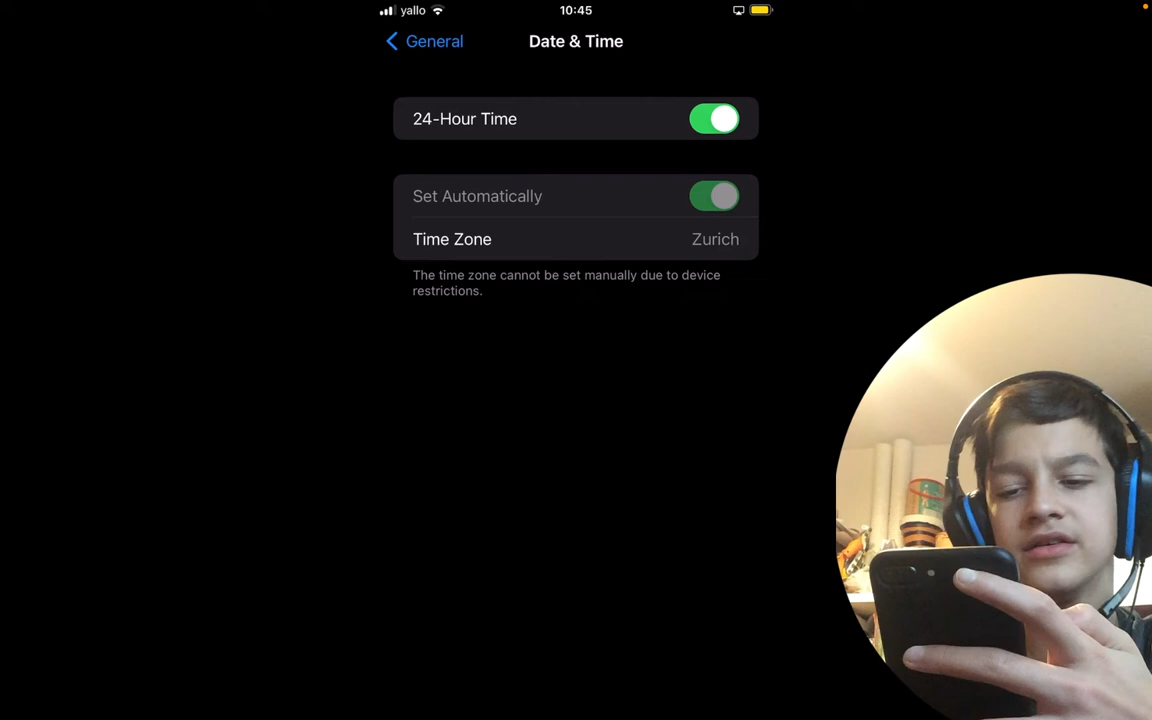 yallo 10:45
General Date & Time
24-Hour Time
Set Automatically
Time Zone Zurich
The time zone cannot be set manually due to device
restrictions.